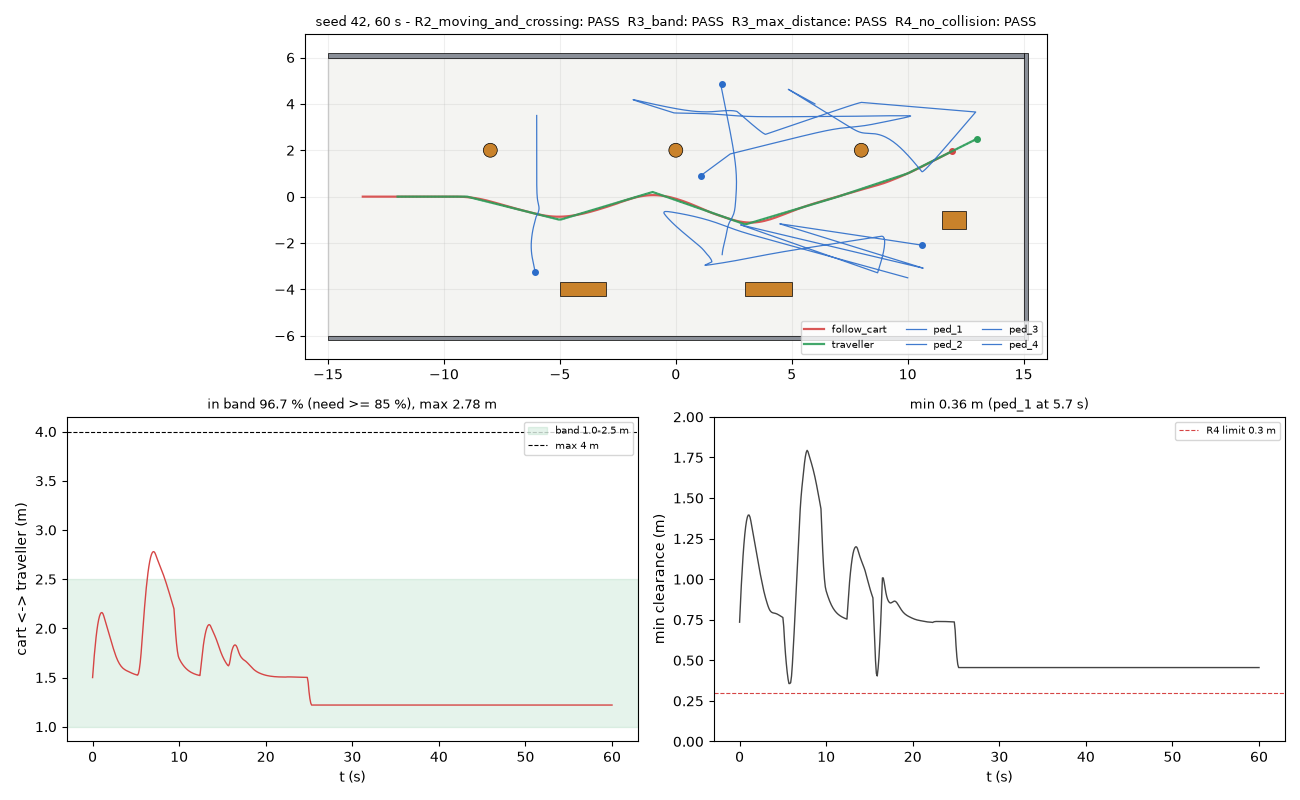 seed 42, 60 s - R2_moving_and_crossing: PASS  R3_band: PASS  R3_max_distance: PASS  R4_no_collision: PASS
6
4
2
0
−2
−4
−6
−15
−10
−5
0
5
10
15
follow_cart
traveller
ped_1
ped_2
ped_3
ped_4
in band 96.7 % (need >= 85 %), max 2.78 m
cart <-> traveller (m)
4.0
3.5
3.0
2.5
2.0
1.5
1.0
band 1.0-2.5 m
max 4 m
0
10
20
30
40
50
60
t (s)
min 0.36 m (ped_1 at 5.7 s)
min clearance (m)
2.00
1.75
1.50
1.25
1.00
0.75
0.50
0.25
0.00
R4 limit 0.3 m
0
10
20
30
40
50
60
t (s)